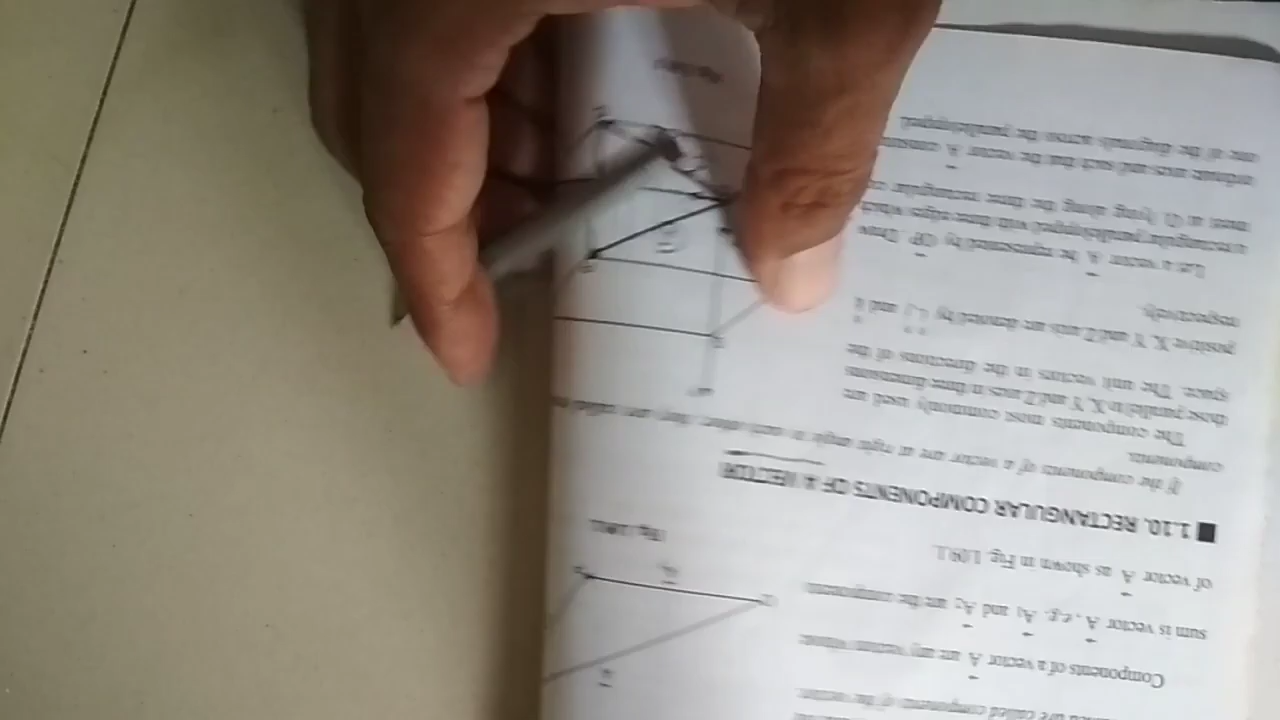 called components of the vector.
Components of a vector A are any vectors whose
sum is vector A, e.g. A₁ and A₂ are the components
of vector A as shown in Fig. 1.09.1.
Fig. 1.09.1
■ 1.10. RECTANGULAR COMPONENTS OF A VECTOR
If the components of a vector are at right angle to each other, they are called
components.
The components most commonly used are
those parallel to X, Y and Z axes in three dimensions
space. The unit vectors in the directions of the
positive X, Y and Z axis are denoted by i, j and k
respectively.
Let a vector A be represented by OP. Draw
a rectangular parallelopiped with three edges which
meet at O lying along the three rectangular
axes and such that the vector A
one of the diagonals across the parallelopiped.